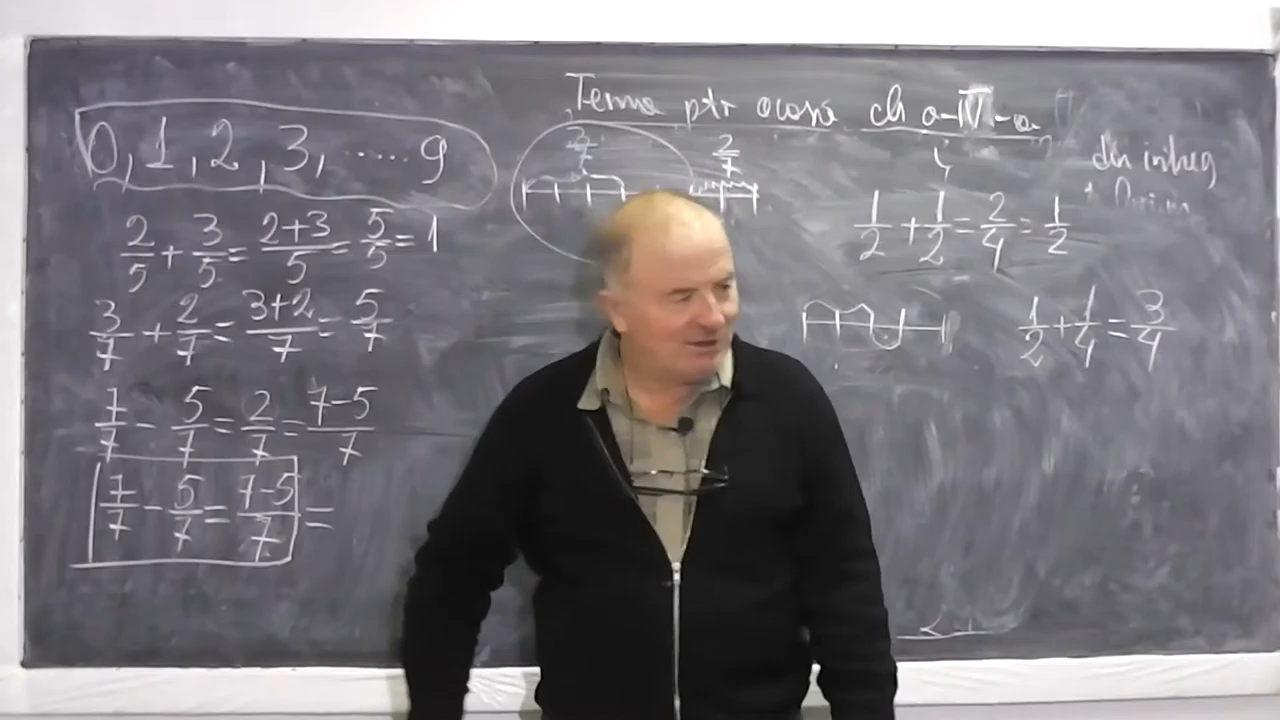 Tema ptr acasă cls a-IV-a
0, 1, 2, 3, ..... 9
3/7 2/7
din întreg
2/5 + 3/5 = 2+3/5 = 5/5 = 1
1/2 + 1/2 = 2/4 = 1/2
3/7 + 2/7 = 3+2/7 = 5/7
1/2 + 1/4 = 3/4
7/7 - 5/7 = 2/7 = 7-5/7
7/7 - 5/7 = 7-5/7 =